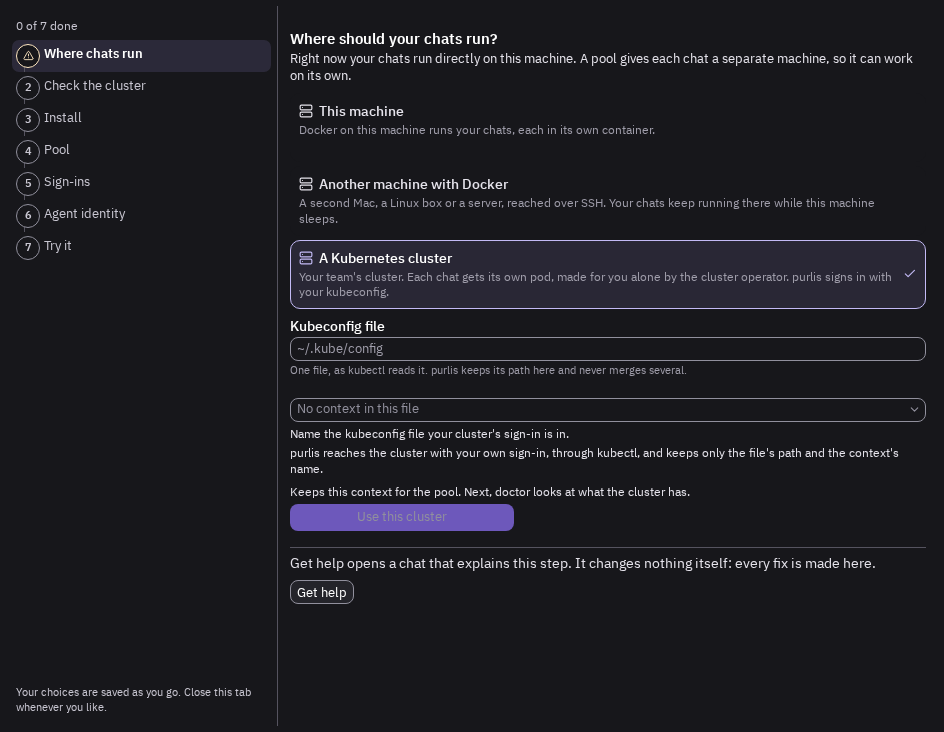 0 of 7 done
Where chats run
2 Check the cluster
3 Install
4 Pool
5 Sign-ins
6 Agent identity
7 Try it
Your choices are saved as you go. Close this tab
whenever you like.
Where should your chats run?
Right now your chats run directly on this machine. A pool gives each chat a separate machine, so it can work
on its own.
This machine
Docker on this machine runs your chats, each in its own container.
Another machine with Docker
A second Mac, a Linux box or a server, reached over SSH. Your chats keep running there while this machine
sleeps.
A Kubernetes cluster
Your team's cluster. Each chat gets its own pod, made for you alone by the cluster operator. purlis signs in with
your kubeconfig.
Kubeconfig file
~/.kube/config
One file, as kubectl reads it. purlis keeps its path here and never merges several.
No context in this file
Name the kubeconfig file your cluster's sign-in is in.
purlis reaches the cluster with your own sign-in, through kubectl, and keeps only the file's path and the context's
name.
Keeps this context for the pool. Next, doctor looks at what the cluster has.
Use this cluster
Get help opens a chat that explains this step. It changes nothing itself: every fix is made here.
Get help